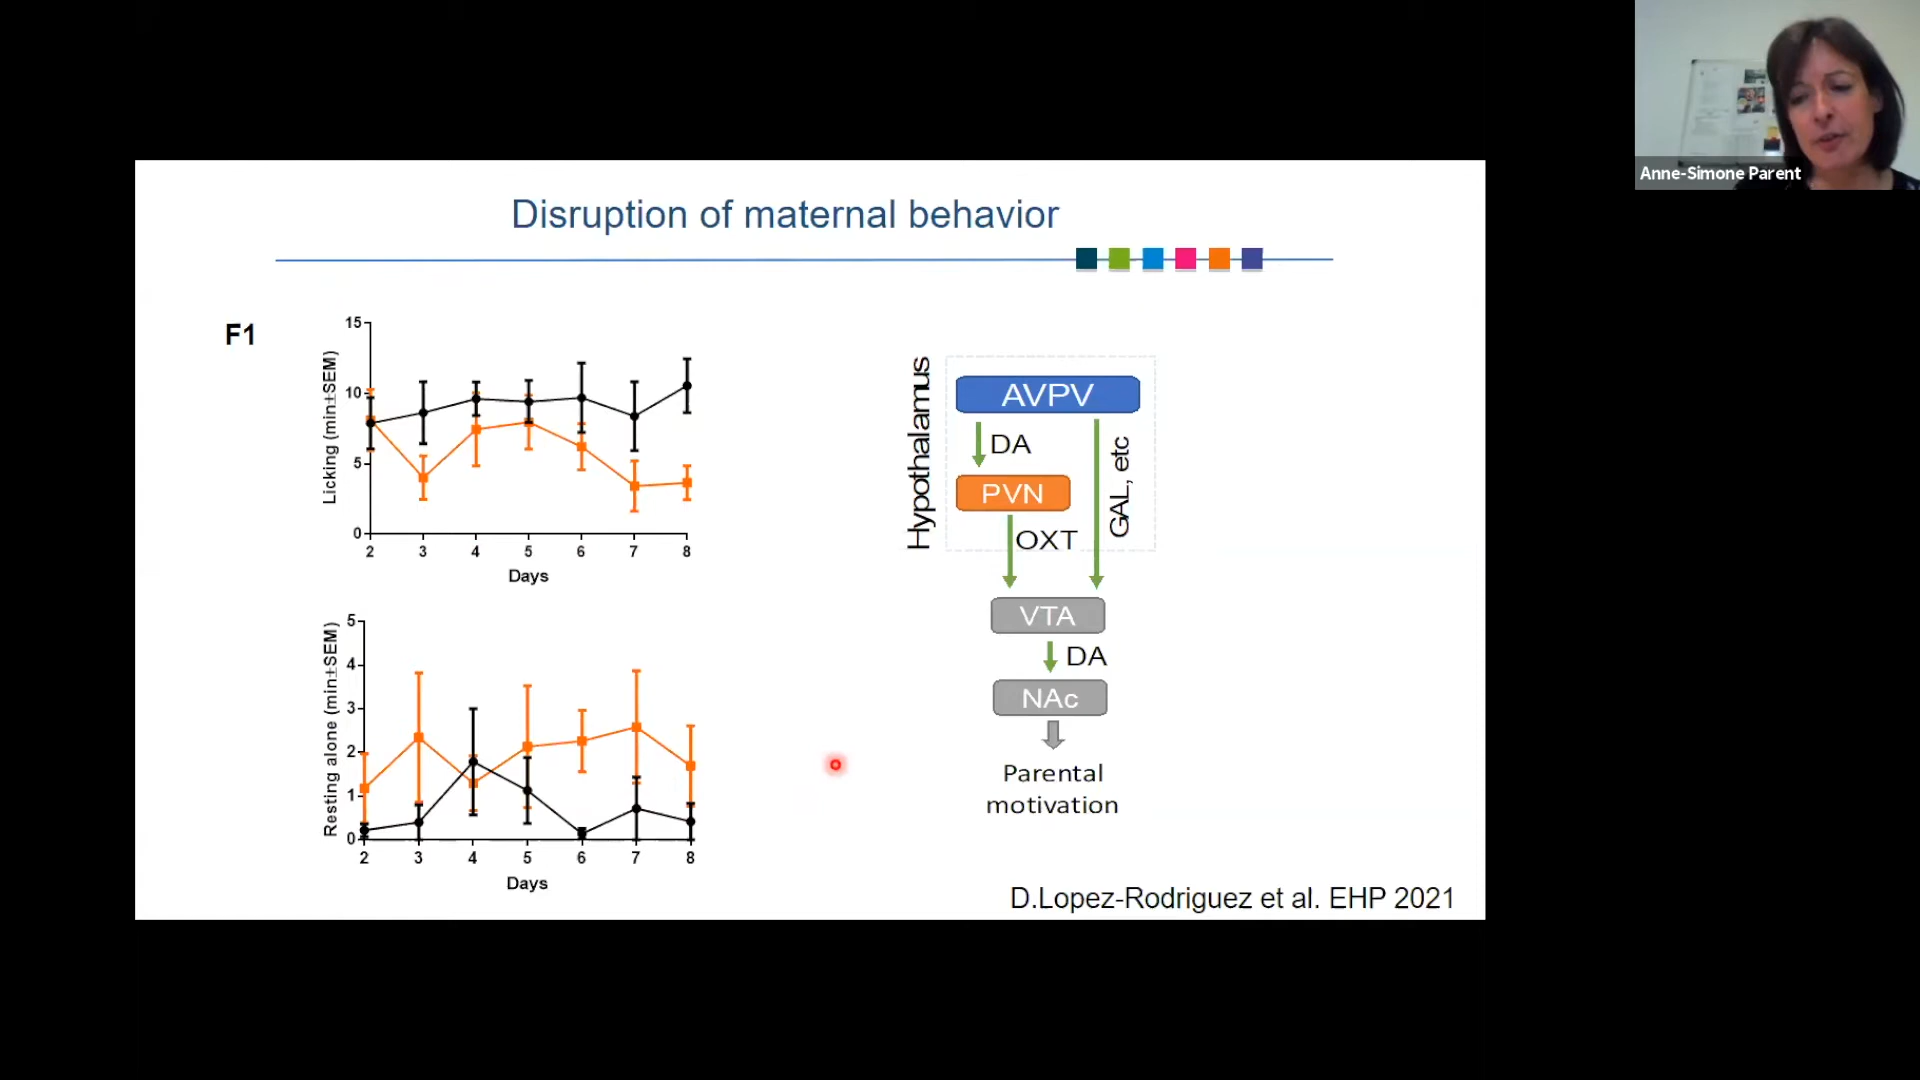 Anne-Simone Parent
Disruption of maternal behavior
F1
Licking (min±SEM)
15
10
5
0
2 3 4 5 6 7 8
Days
Resting alone (min±SEM)
5
4
3
2
1
0
2 3 4 5 6 7 8
Days
Hypothalamus
AVPV
DA
GAL, etc
PVN
OXT
VTA
DA
NAc
Parental
motivation
D.Lopez-Rodriguez et al. EHP 2021